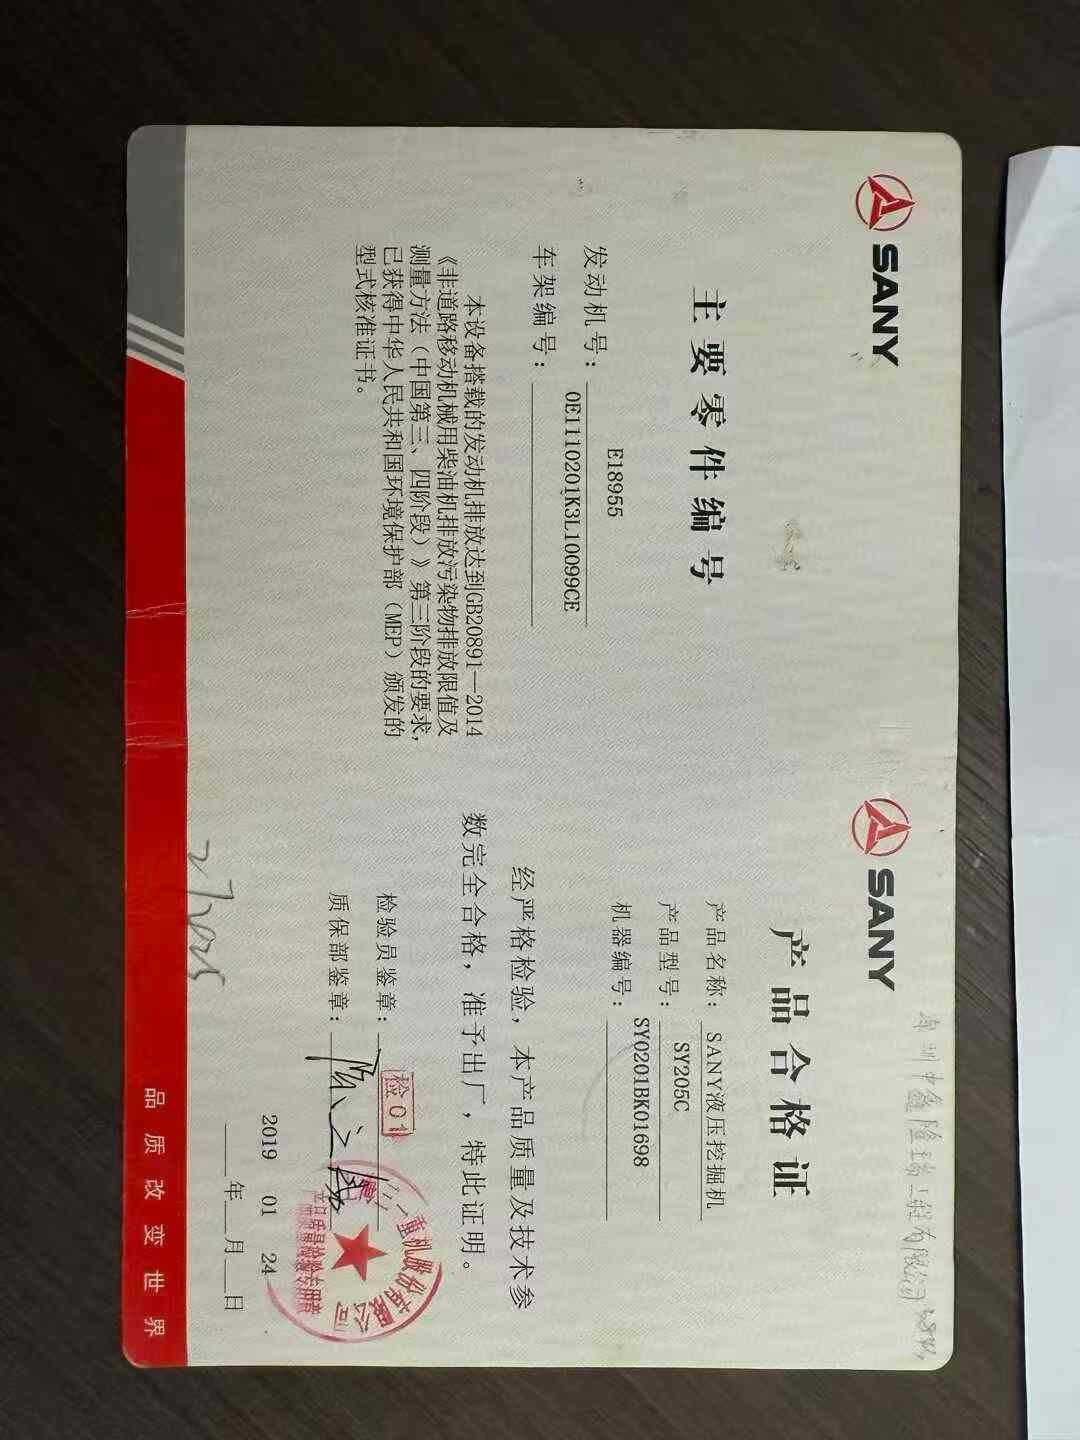 SANY
主要零件编号
E18955
发动机号：
0E1110201K3L10099CE
车架编号：
本设备搭载的发动机排放达到GB20891—2014
《非道路移动机械用柴油机排放污染物排放限值及
测量方法（中国第三、四阶段）》第三阶段的要求，
已获得中华人民共和国环境保护部（MEP）颁发的
型式核准证书。
SANY
产品合格证
产品名称：SANY液压挖掘机
产品型号：SY205C
机器编号：SY0201BK01698
经严格检验，本产品质量及技术参
数完全合格，准予出厂，特此证明。
检验员鉴章：检01
质保部鉴章：
重机股份有限公司
2019 01 24
年 月 日
品质改变世界